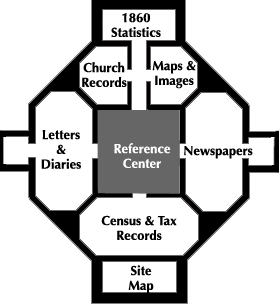 1860
Statistics
Church
Records
Maps &
Images
Letters
&
Diaries
Reference
Center
Newspapers
Census & Tax
Records
Site
Map